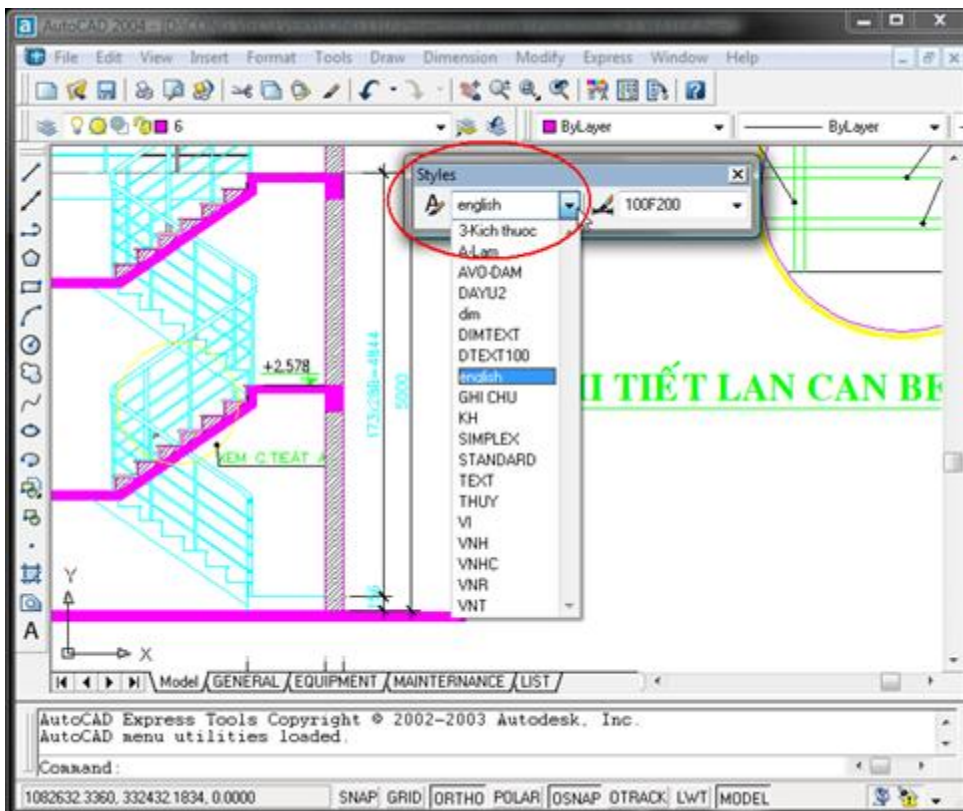 AutoCAD 2004
File Edit View Insert Format Tools Draw Dimension Modify Express Window Help
6
ByLayer
ByLayer
Styles
english
100F200
3-Kich thuoc
A-Lam
AVO-DAM
DAYU2
dim
DIMTEXT
DTEXT100
english
GHI CHU
KH
SIMPLEX
STANDARD
TEXT
THUY
VI
VNH
VNHC
VNR
VNT
+2.578
5000
HI TIẾT LAN CAN BE
Y
X
Model GENERAL EQUIPMENT MAINTERNANCE LIST
AutoCAD Express Tools Copyright © 2002-2003 Autodesk, Inc.
AutoCAD menu utilities loaded.
Command:
1082632.3360, 332432.1834, 0.0000 SNAP GRID ORTHO POLAR OSNAP OTRACK LWT MODEL